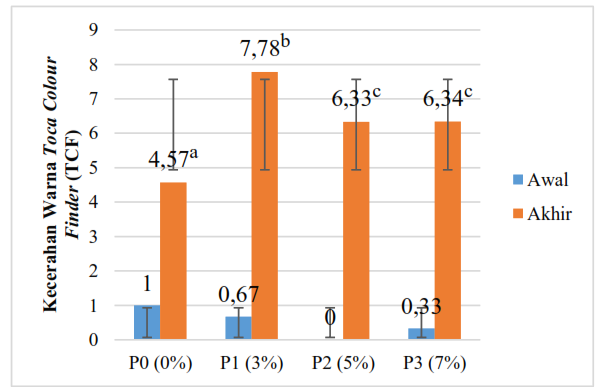 Kecerahan Warna Toca Colour
Finder (TCF)
9
8
7
6
5
4
3
2
1
0
1
4,57a
0,67
7,78b
0
6,33c
0,33
6,34c
P0 (0%)
P1 (3%)
P2 (5%)
P3 (7%)
Awal
Akhir